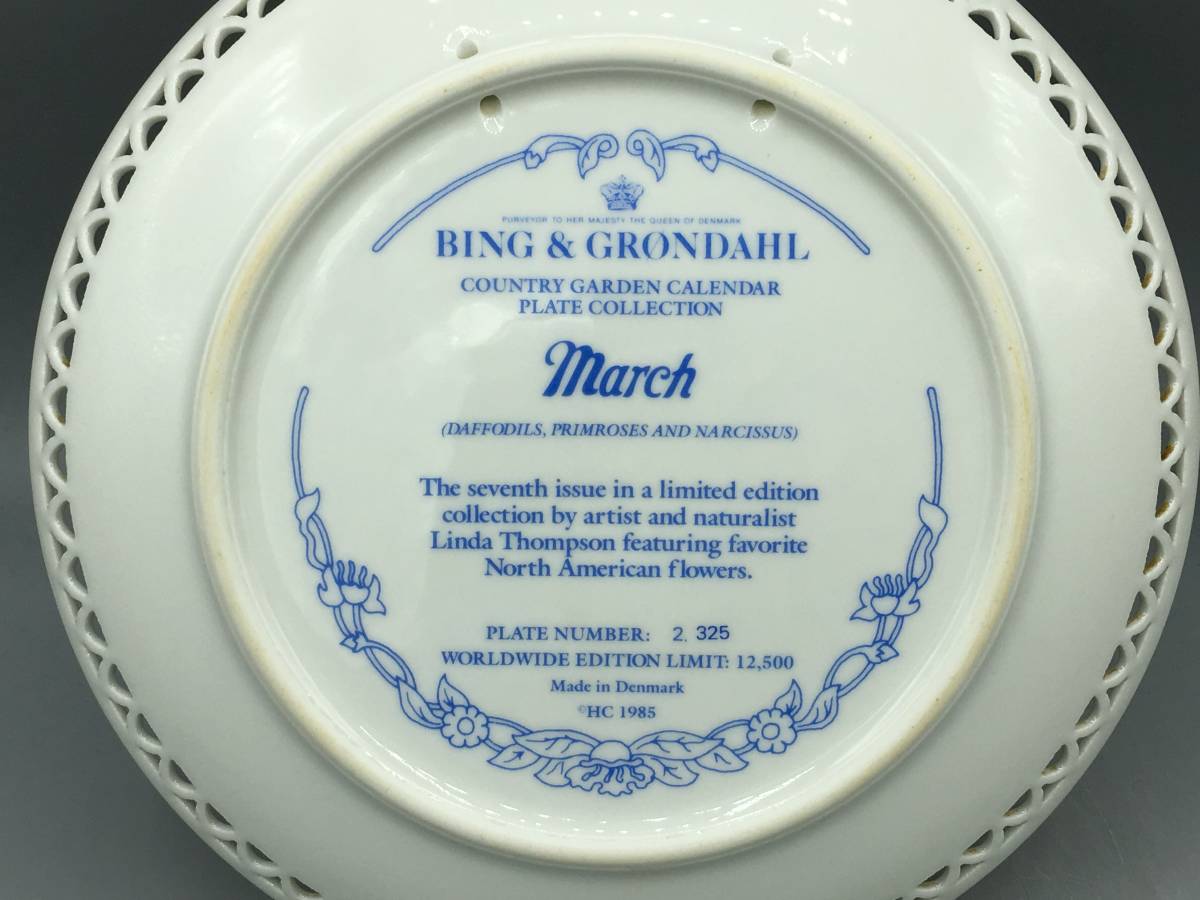 PURVEYOR TO HER MAJESTY THE QUEEN OF DENMARK
BING & GRØNDAHL
COUNTRY GARDEN CALENDAR
PLATE COLLECTION
March
(DAFFODILS, PRIMROSES AND NARCISSUS)
The seventh issue in a limited edition
collection by artist and naturalist
Linda Thompson featuring favorite
North American flowers.
PLATE NUMBER: 2. 325
WORLDWIDE EDITION LIMIT: 12,500
Made in Denmark
©HC 1985